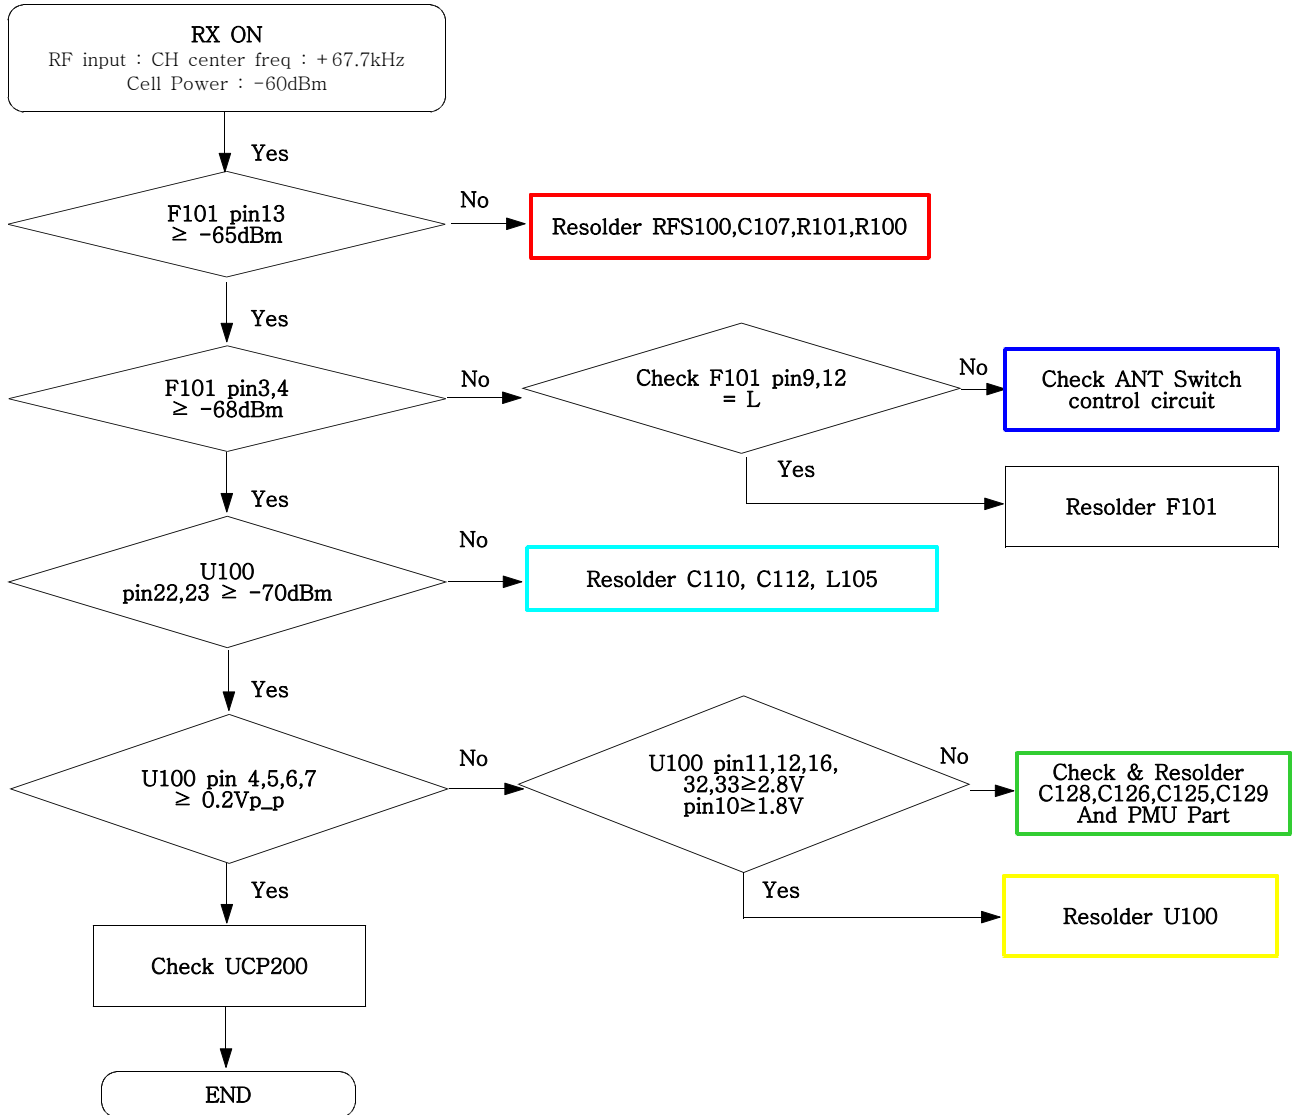 RX ON
RF input : CH center freq : +67.7kHz
Cell Power : -60dBm
Yes
F101 pin13
≥ -65dBm
No
Resolder RFS100,C107,R101,R100
Yes
F101 pin3,4
≥ -68dBm
No
Check F101 pin9,12
= L
No
Check ANT Switch
control circuit
Yes
Resolder F101
Yes
U100
pin22,23 ≥ -70dBm
No
Resolder C110, C112, L105
Yes
U100 pin 4,5,6,7
≥ 0.2Vp_p
No
U100 pin11,12,16,
32,33≥2.8V
pin10≥1.8V
No
Check & Resolder
C128,C126,C125,C129
And PMU Part
Yes
Resolder U100
Yes
Check UCP200
END